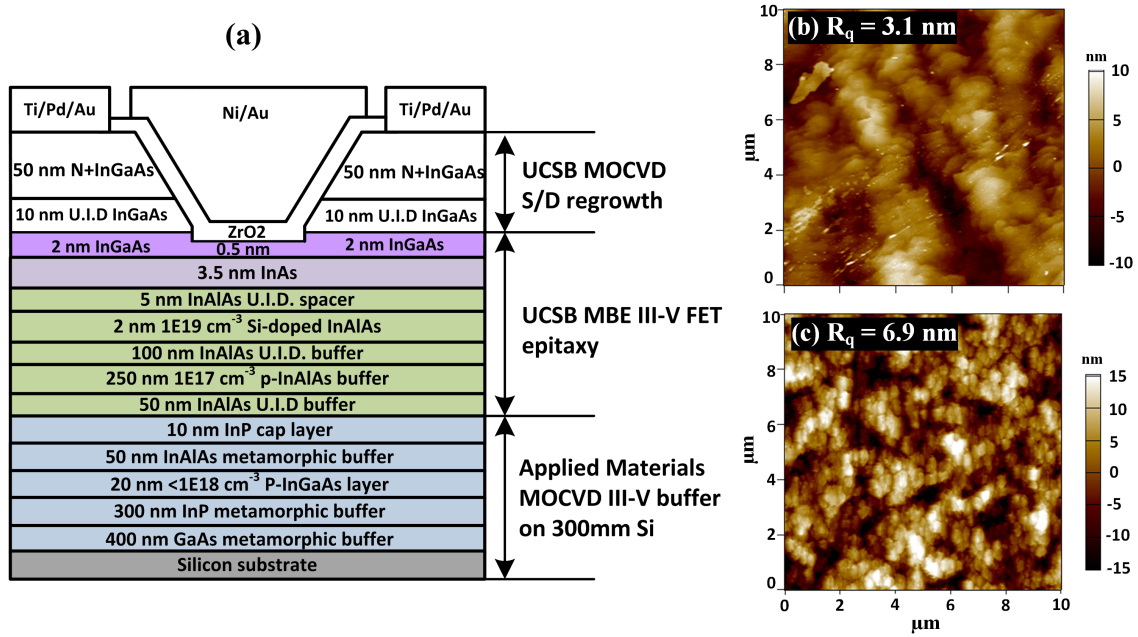 (a)
Ti/Pd/Au
Ni/Au
Ti/Pd/Au
50 nm N+InGaAs
50 nm N+InGaAs
10 nm U.I.D InGaAs
10 nm U.I.D InGaAs
ZrO2
2 nm InGaAs
0.5 nm
2 nm InGaAs
3.5 nm InAs
5 nm InAlAs U.I.D. spacer
2 nm 1E19 cm⁻³ Si-doped InAlAs
100 nm InAlAs U.I.D. buffer
250 nm 1E17 cm⁻³ p-InAlAs buffer
50 nm InAlAs U.I.D buffer
10 nm InP cap layer
50 nm InAlAs metamorphic buffer
20 nm <1E18 cm⁻³ P-InGaAs layer
300 nm InP metamorphic buffer
400 nm GaAs metamorphic buffer
Silicon substrate
UCSB MOCVD
S/D regrowth
UCSB MBE III-V FET
epitaxy
Applied Materials
MOCVD III-V buffer
on 300mm Si
(b) Rq = 3.1 nm
10
8
6
4
2
0
μm
nm
10
5
0
-5
-10
(c) Rq = 6.9 nm
10
8
6
4
2
0
μm
0
2
4
6
8
10
μm
nm
15
10
5
0
-5
-10
-15